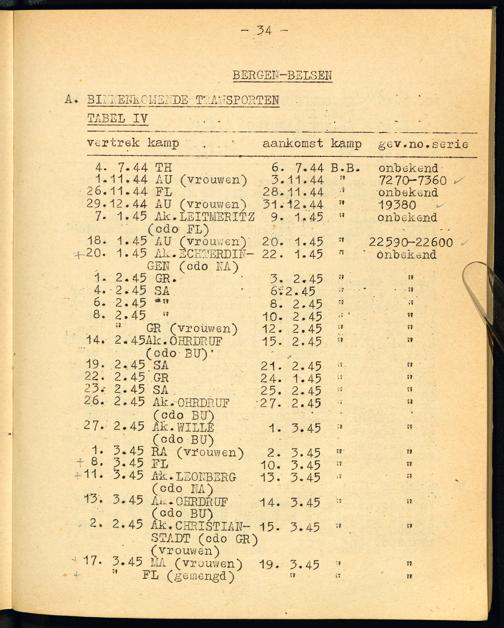 - 34 -
BERGEN-BELSEN
A. BINNENKOMENDE TRANSPORTEN
TABEL IV
vertrek kamp aankomst kamp gev.no.serie
4. 7.44 TH 6. 7.44 B.B. onbekend
1.11.44 AU (vrouwen) 3.11.44 " 7270-7360
26.11.44 FL 28.11.44 " onbekend
29.12.44 AU (vrouwen) 31.12.44 " 19380
7. 1.45 Ak.LEITMERITZ 9. 1.45 " onbekend
(cdo FL)
18. 1.45 AU (vrouwen) 20. 1.45 " 22590-22600
+20. 1.45 Ak.ECHTERDIN- 22. 1.45 " onbekend
GEN (cdo NA)
1. 2.45 GR. 3. 2.45 " "
4. 2.45 SA 6.2.45 " "
6. 2.45 " 8. 2.45 " "
8. 2.45 " 10. 2.45 " "
" GR (vrouwen) 12. 2.45 " "
14. 2.45Ak.OHRDRUF 15. 2.45 " "
(cdo BU)
19. 2.45 SA 21. 2.45 " "
22. 2.45 GR 24. 1.45 " "
23. 2.45 SA 25. 2.45 " "
26. 2.45 Ak.OHRDRUF 27. 2.45 " "
(cdo BU)
27. 2.45 Ak.WILLE 1. 3.45 " "
(cdo BU)
1. 3.45 RA (vrouwen) 2. 3.45 " "
+ 8. 3.45 FL 10. 3.45 " "
+11. 3.45 Ak.LEONBERG 13. 3.45 " "
(cdo NA)
13. 3.45 Ak.OHRDRUF 14. 3.45 " "
(cdo BU)
2. 2.45 Ak.CHRISTIAN- 15. 3.45 " "
STADT (cdo GR)
(vrouwen)
+17. 3.45 MA (vrouwen) 19. 3.45 " "
+ " FL (gemengd) " " "